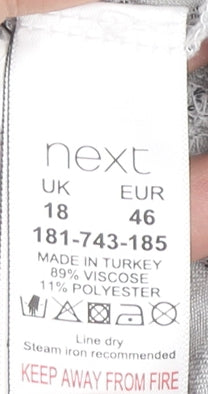 next
UK EUR
18 46
181-743-185
MADE IN TURKEY
89% VISCOSE
11% POLYESTER
Line dry
Steam iron recommended
KEEP AWAY FROM FIRE